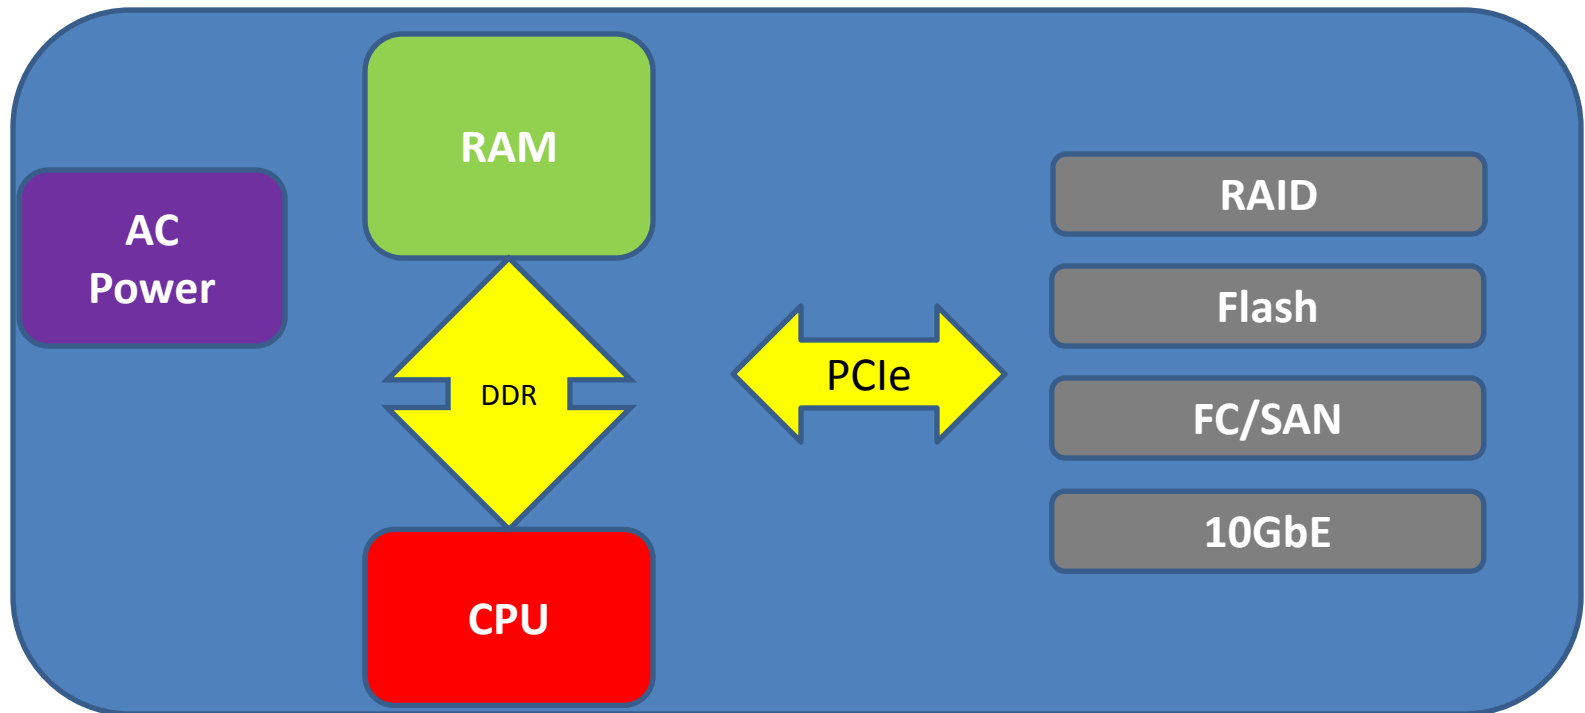 RAM
AC
Power
DDR
CPU
PCIe
RAID
Flash
FC/SAN
10GbE